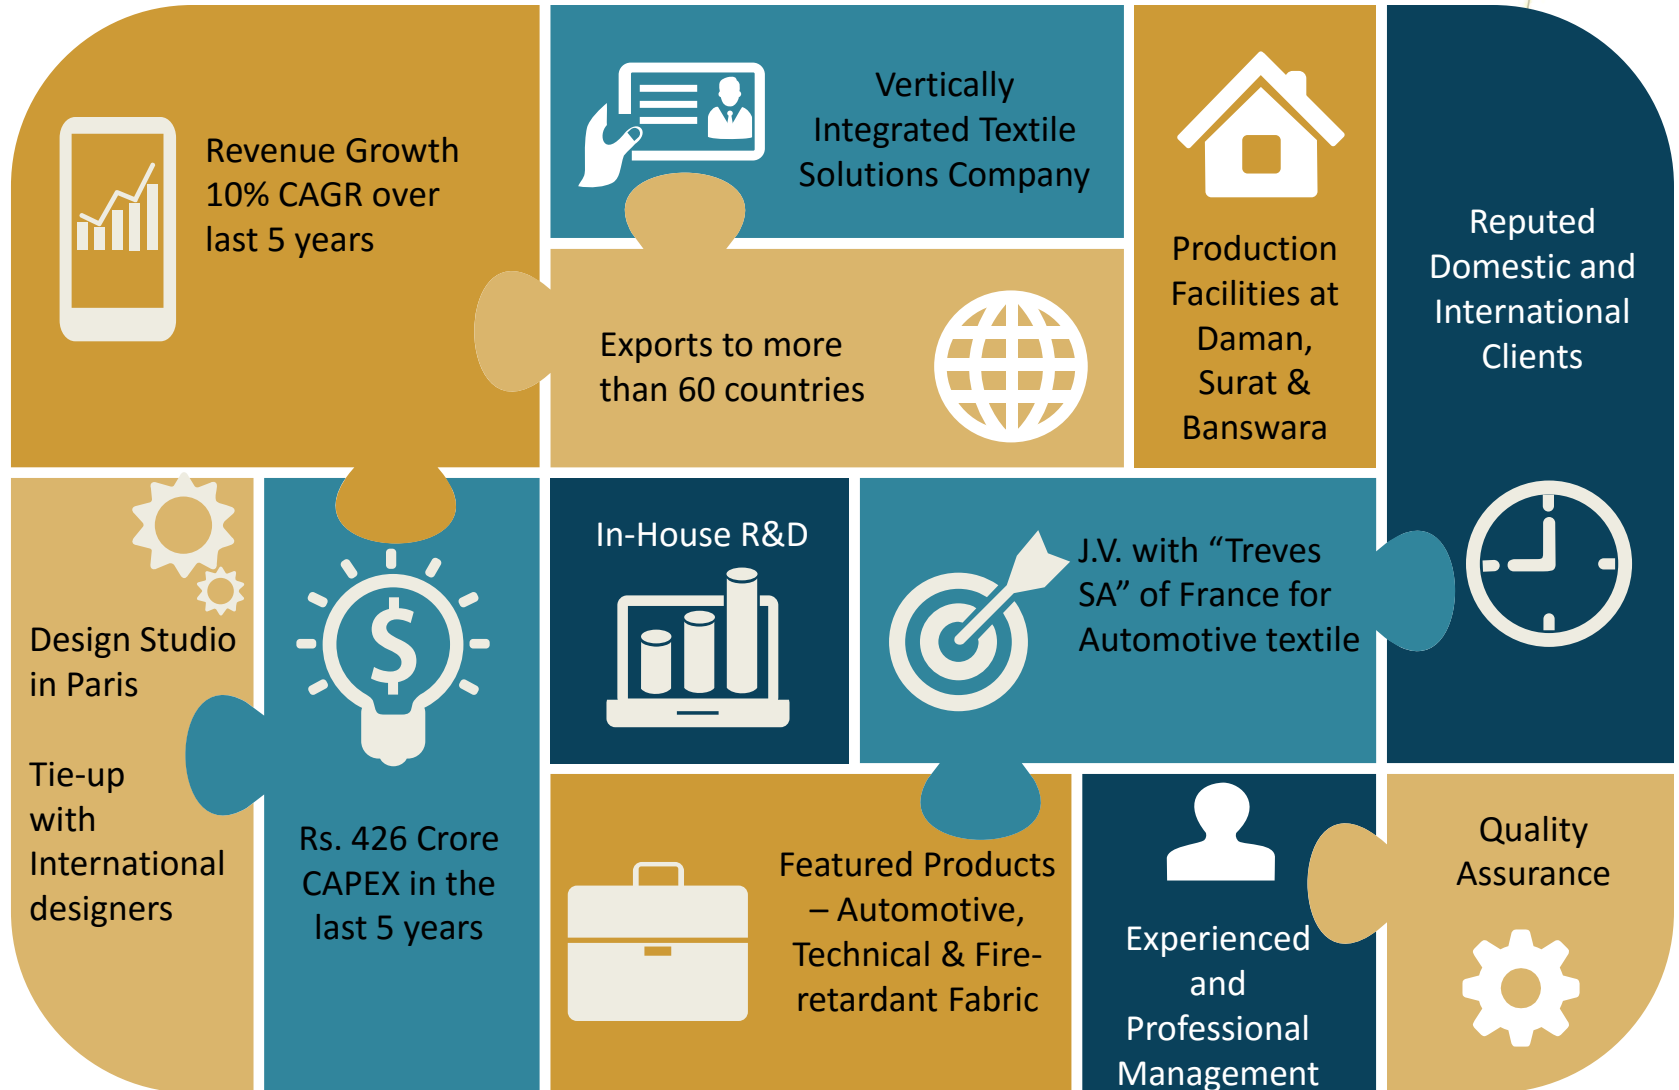 Revenue Growth
10% CAGR over
last 5 years
Vertically
Integrated Textile
Solutions Company
Exports to more
than 60 countries
Production
Facilities at
Daman,
Surat &
Banswara
Reputed
Domestic and
International
Clients
Design Studio
in Paris
Tie-up
with
International
designers
$
Rs. 426 Crore
CAPEX in the
last 5 years
In-House R&D
J.V. with “Treves
SA” of France for
Automotive textile
Featured Products
– Automotive,
Technical & Fire-
retardant Fabric
Experienced
and
Professional
Management
Quality
Assurance